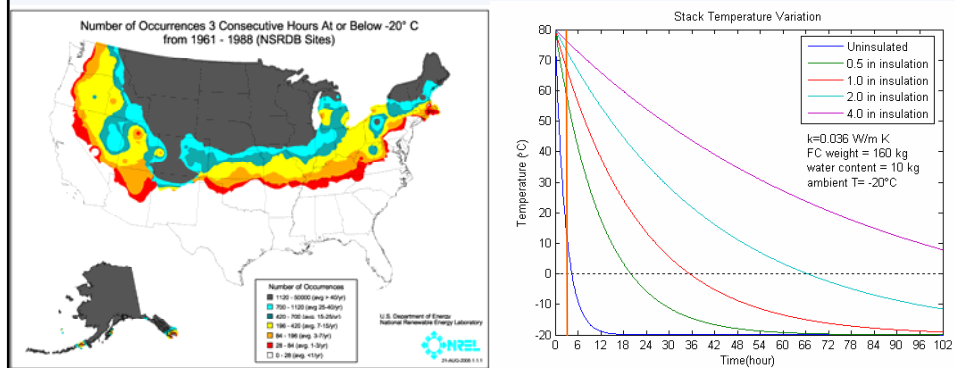 Number of Occurrences 3 Consecutive Hours At or Below -20° C
from 1961 - 1988 (NSRDB Sites)
Number of Occurrences
1120 - 50000 (avg > 40/yr)
700 - 1120 (avg 25-40/yr)
420 - 700 (avg. 15-25/yr)
196 - 420 (avg. 7-15/yr)
84 - 196 (avg. 3-7/yr)
28 - 84 (avg. 1-3/yr)
0 - 28 (avg. <1/yr)
U.S. Department of Energy
National Renewable Energy Laboratory
NREL
21-AUG-2006 1.1.1
Stack Temperature Variation
Temperature (°C)
80
70
60
50
40
30
20
10
0
-10
-20
Uninsulated
0.5 in insulation
1.0 in insulation
2.0 in insulation
4.0 in insulation
k=0.036 W/m K
FC weight = 160 kg
water content = 10 kg
ambient T= -20°C
0 6 12 18 24 30 36 42 48 54 60 66 72 78 84 90 96 102
Time(hour)